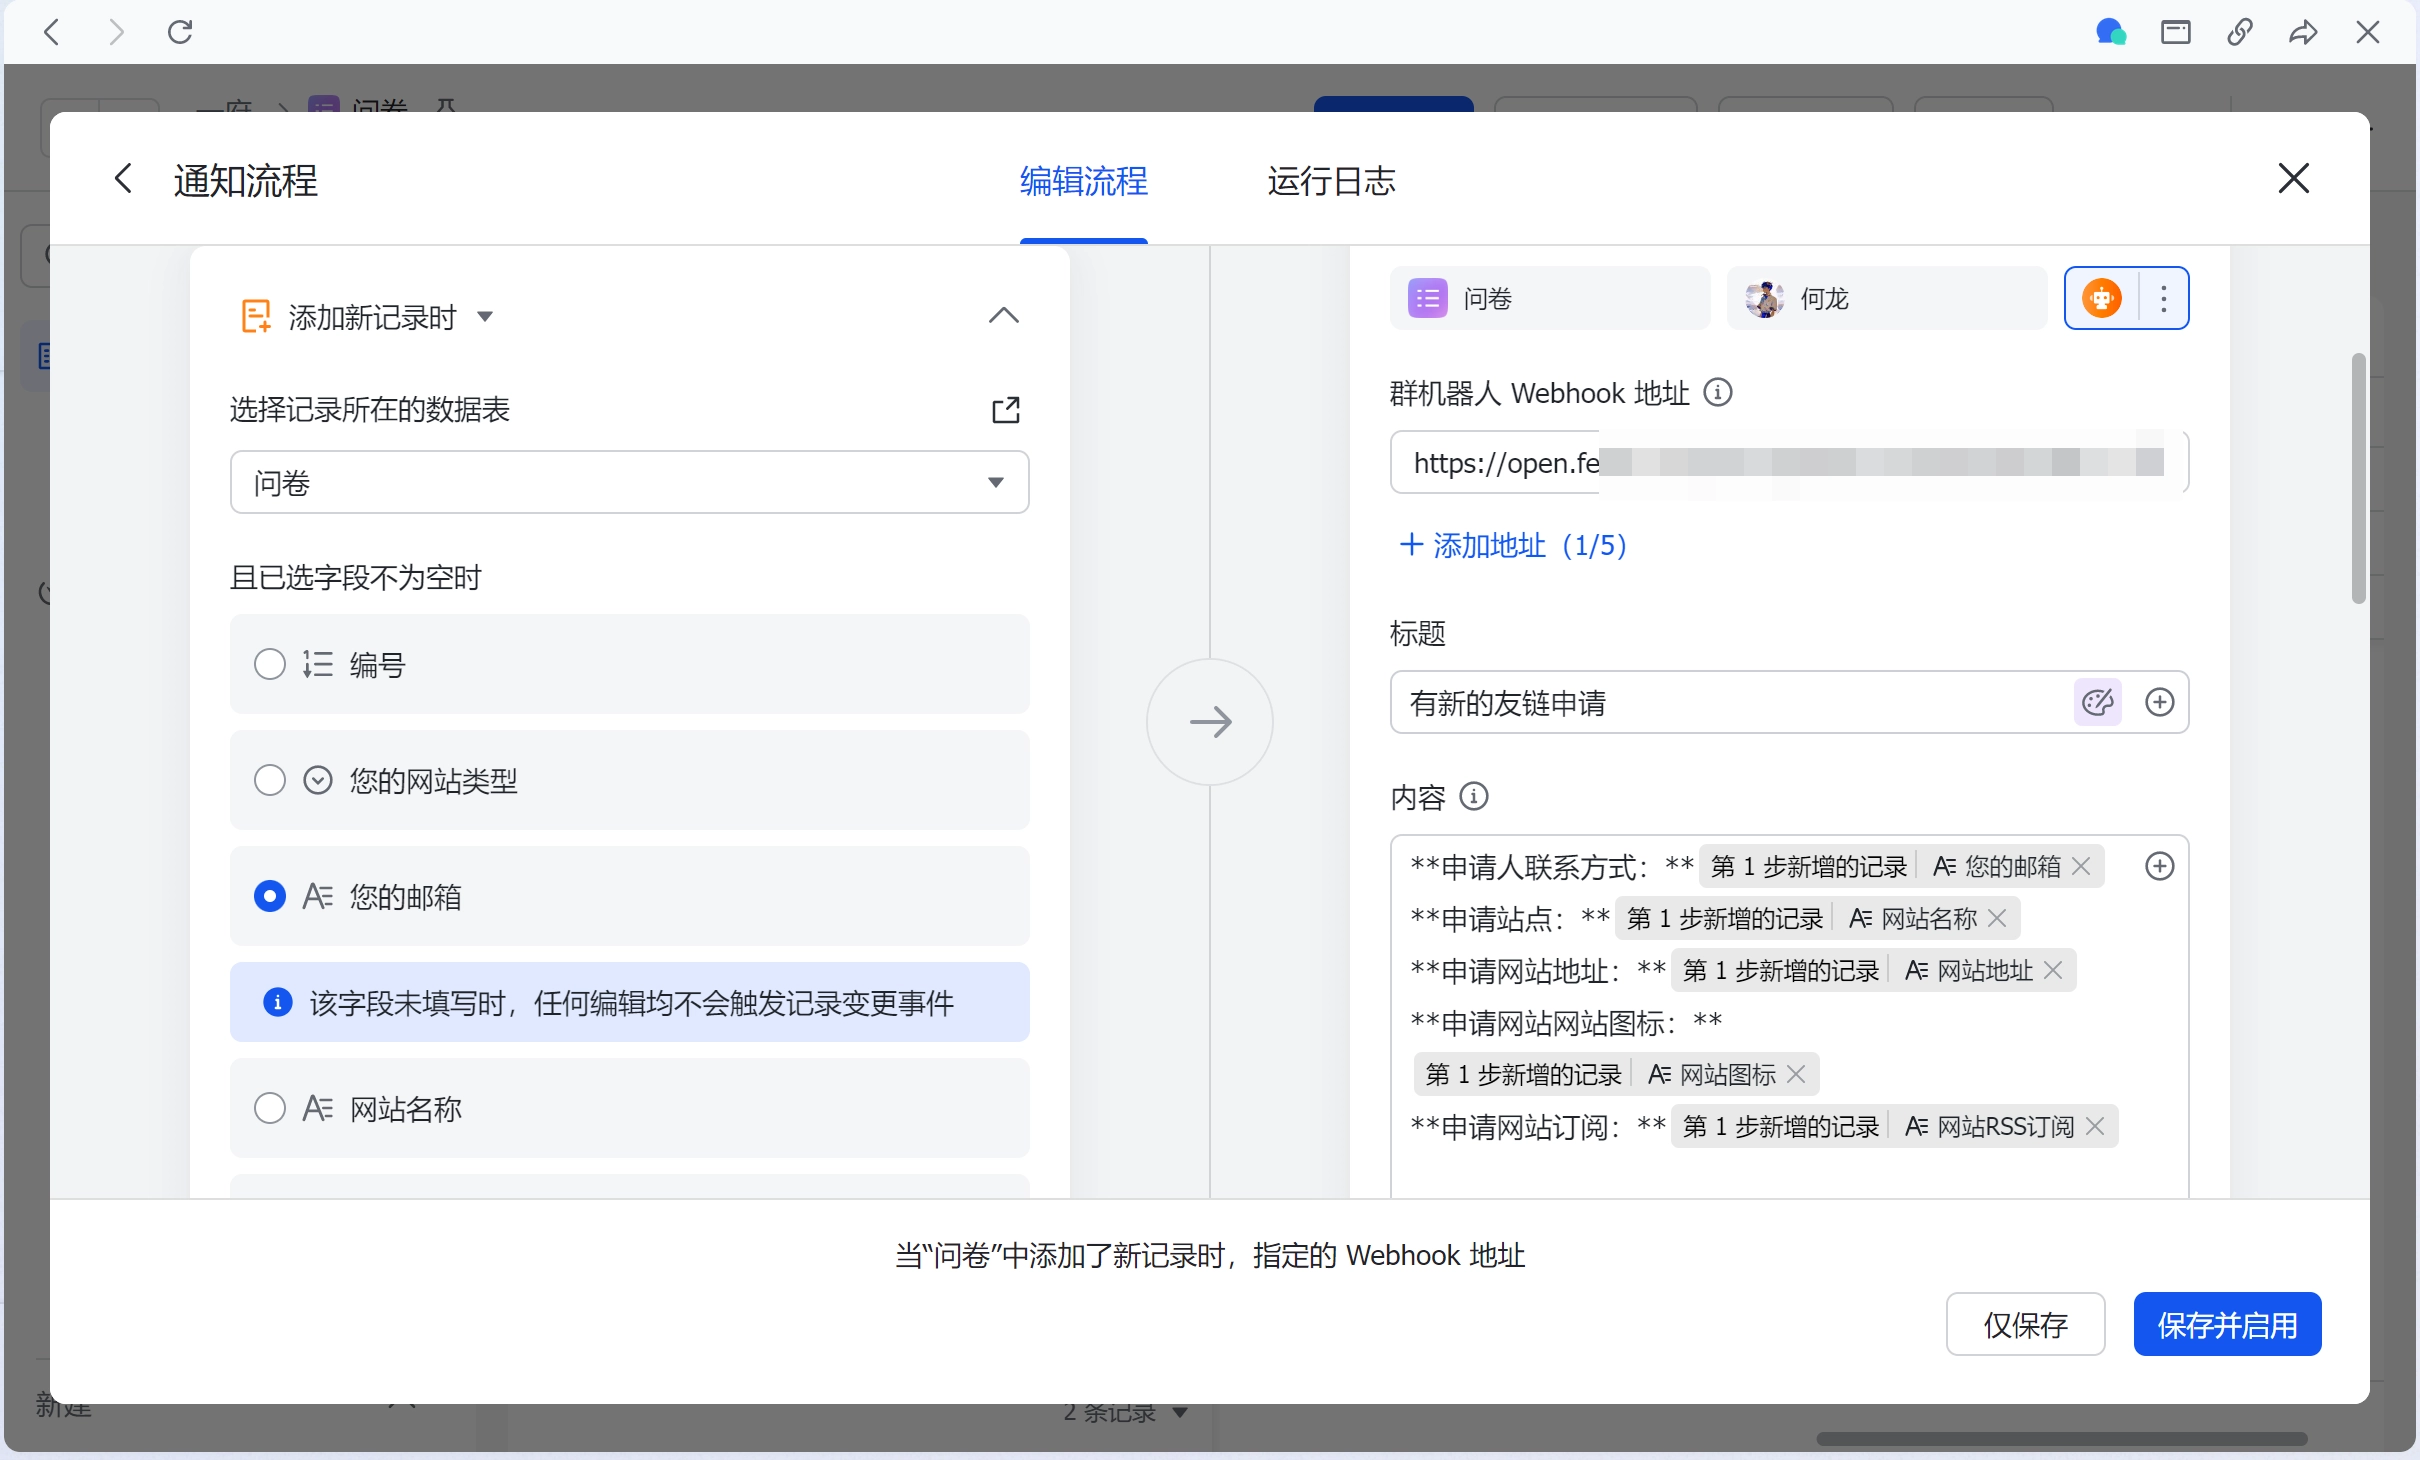 问卷
通知流程
编辑流程
运行日志
添加新记录时
选择记录所在的数据表
问卷
且已选字段不为空时
编号
您的网站类型
您的邮箱
该字段未填写时，任何编辑均不会触发记录变更事件
网站名称
问卷
何龙
群机器人 Webhook 地址
https://open.fe
添加地址（1/5）
标题
有新的友链申请
内容
**申请人联系方式：** 第 1 步新增的记录 您的邮箱
**申请站点：** 第 1 步新增的记录 网站名称
**申请网站地址：** 第 1 步新增的记录 网站地址
**申请网站网站图标：**
第 1 步新增的记录 网站图标
**申请网站订阅：** 第 1 步新增的记录 网站RSS订阅
当“问卷”中添加了新记录时，指定的 Webhook 地址
仅保存
保存并启用
新建
2 条记录